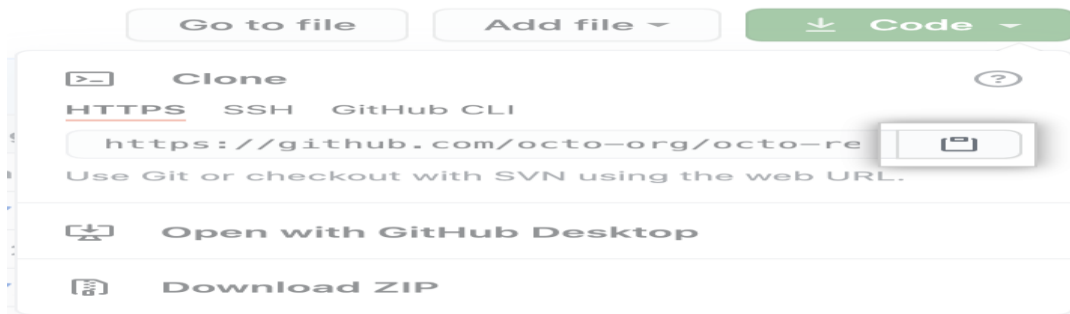 Go to file Add file Code
Clone
HTTPS SSH GitHub CLI
https://github.com/octo-org/octo-re
Use Git or checkout with SVN using the web URL.
Open with GitHub Desktop
Download ZIP